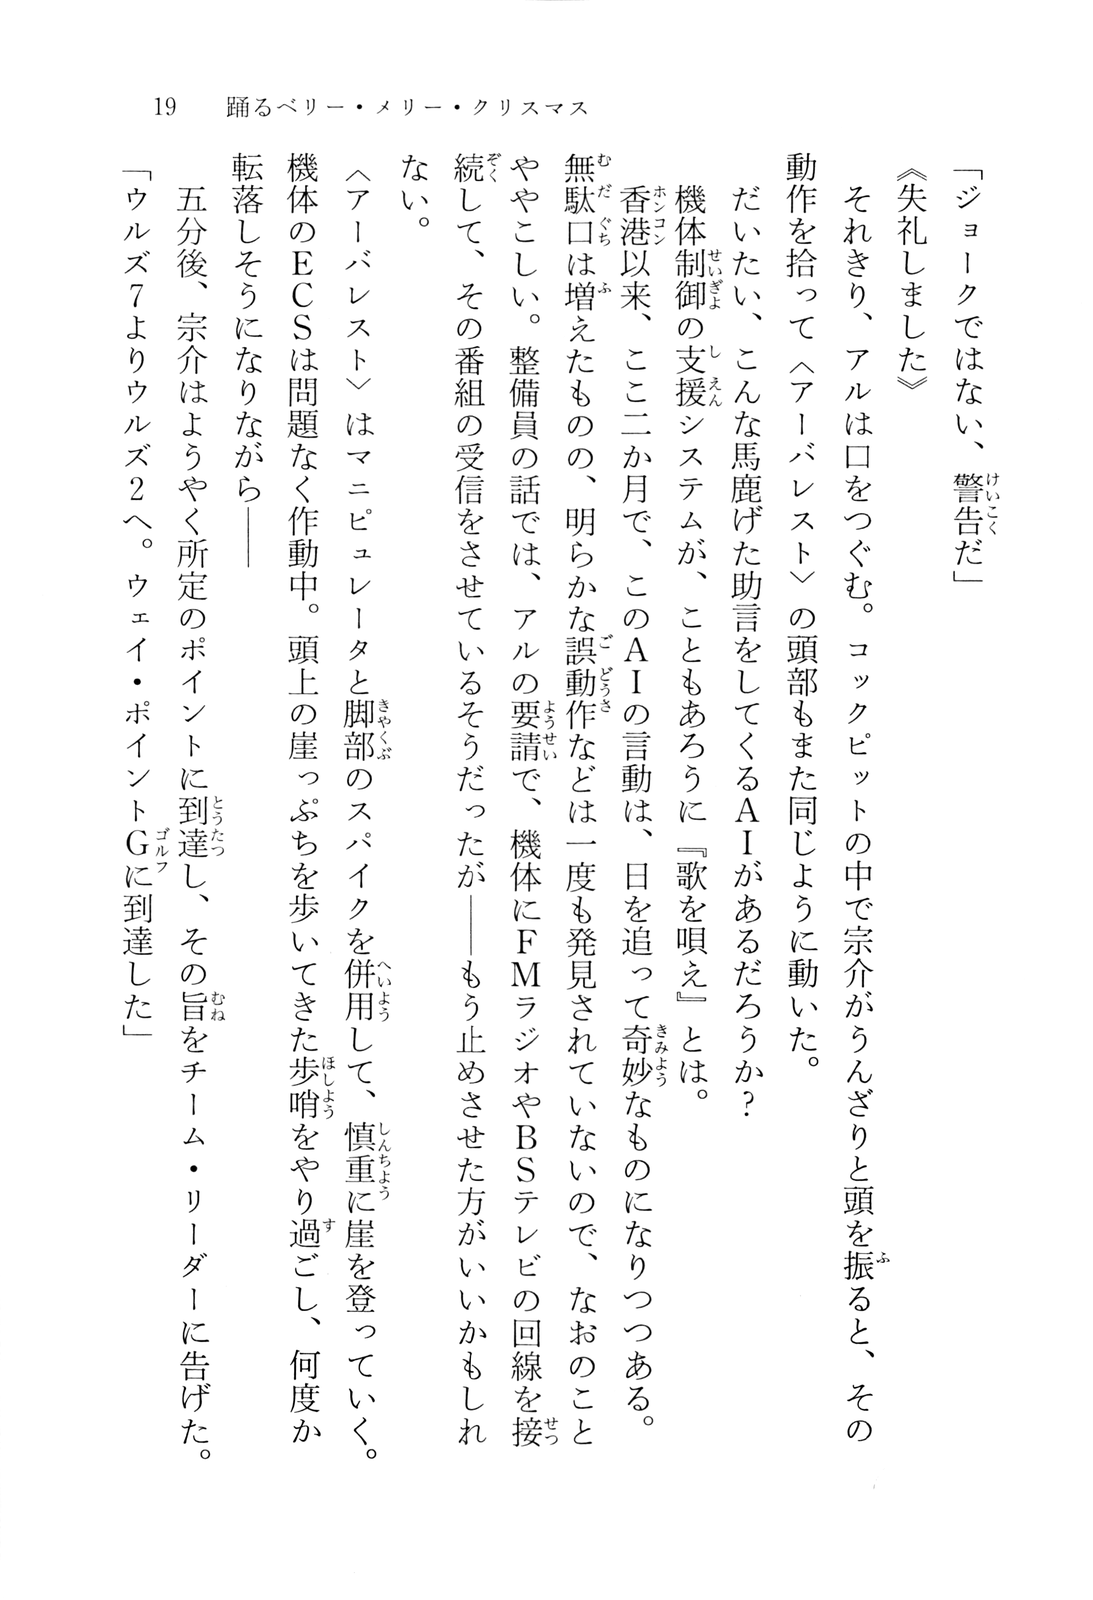 19　踊るベリー・メリー・クリスマス
「ジョークではない、警告だ」
《失礼しました》
　それきり、アルは口をつぐむ。コックピットの中で宗介がうんざりと頭を振ると、その
動作を拾って〈アーバレスト〉の頭部もまた同じように動いた。
　だいたい、こんな馬鹿げた助言をしてくるAIがあるだろうか？
　機体制御の支援システムが、こともあろうに『歌を唄え』とは。
　香港以来、ここ二か月で、このAIの言動は、日を追って奇妙なものになりつつある。
無駄口は増えたものの、明らかな誤動作などは一度も発見されていないので、なおのこと
ややこしい。整備員の話では、アルの要請で、機体にFMラジオやBSテレビの回線を接
続して、その番組の受信をさせているそうだったが――もう止めさせた方がいいかもしれ
ない。
　〈アーバレスト〉はマニピュレータと脚部のスパイクを併用して、慎重に崖を登っていく。
機体のECSは問題なく作動中。頭上の崖っぷちを歩いてきた歩哨をやり過ごし、何度か
転落しそうになりながら――
　五分後、宗介はようやく所定のポイントに到達し、その旨をチーム・リーダーに告げた。
「ウルズ7よりウルズ2へ。ウェイ・ポイントGに到達した」